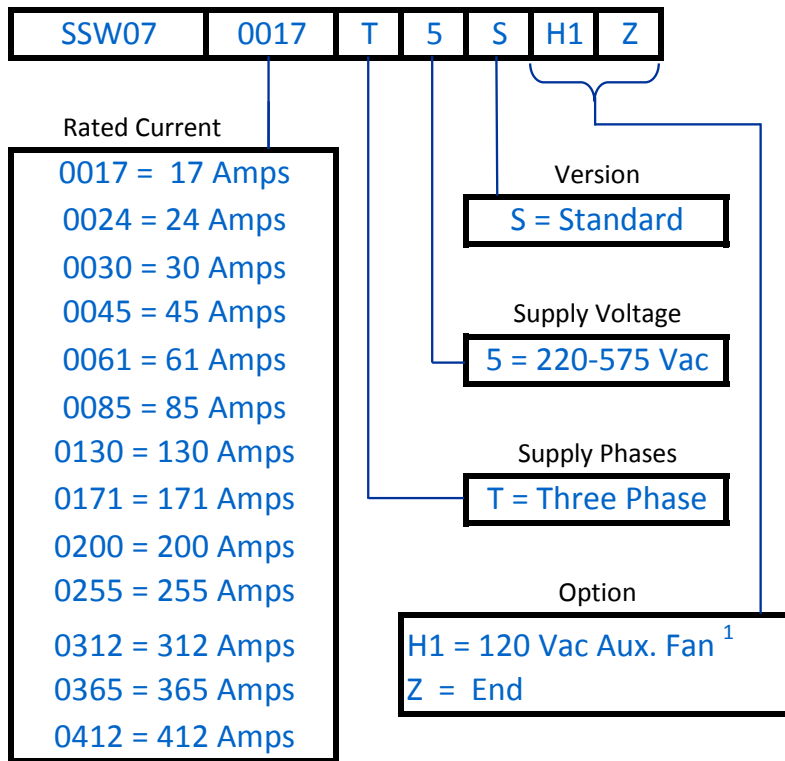 SSW07 0017 T 5 S H1 Z
Rated Current
0017 = 17 Amps
0024 = 24 Amps
0030 = 30 Amps
0045 = 45 Amps
0061 = 61 Amps
0085 = 85 Amps
0130 = 130 Amps
0171 = 171 Amps
0200 = 200 Amps
0255 = 255 Amps
0312 = 312 Amps
0365 = 365 Amps
0412 = 412 Amps
Version
S = Standard
Supply Voltage
5 = 220-575 Vac
Supply Phases
T = Three Phase
Option
H1 = 120 Vac Aux. Fan 1
Z = End